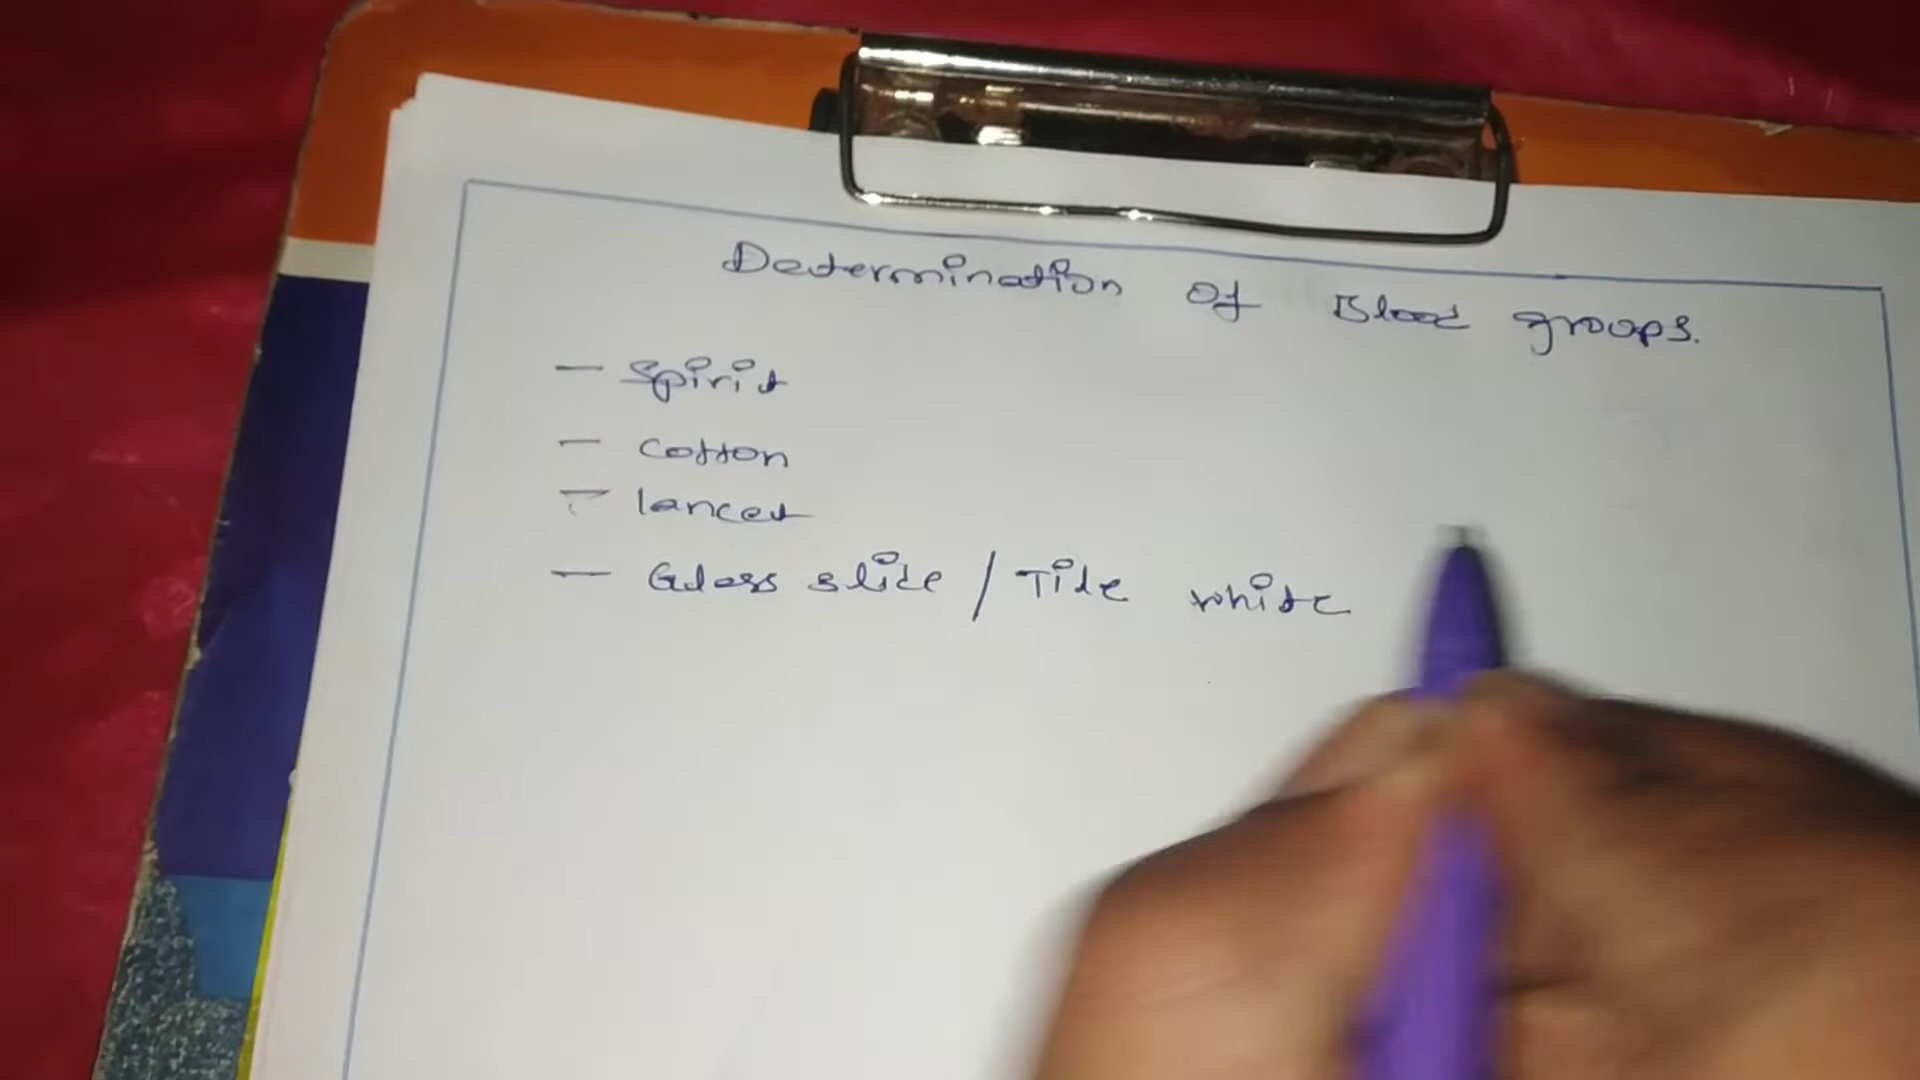 Determination Of Blood groups.
- Spirit
- cotton
- lancet
- Glass slide / Tile white